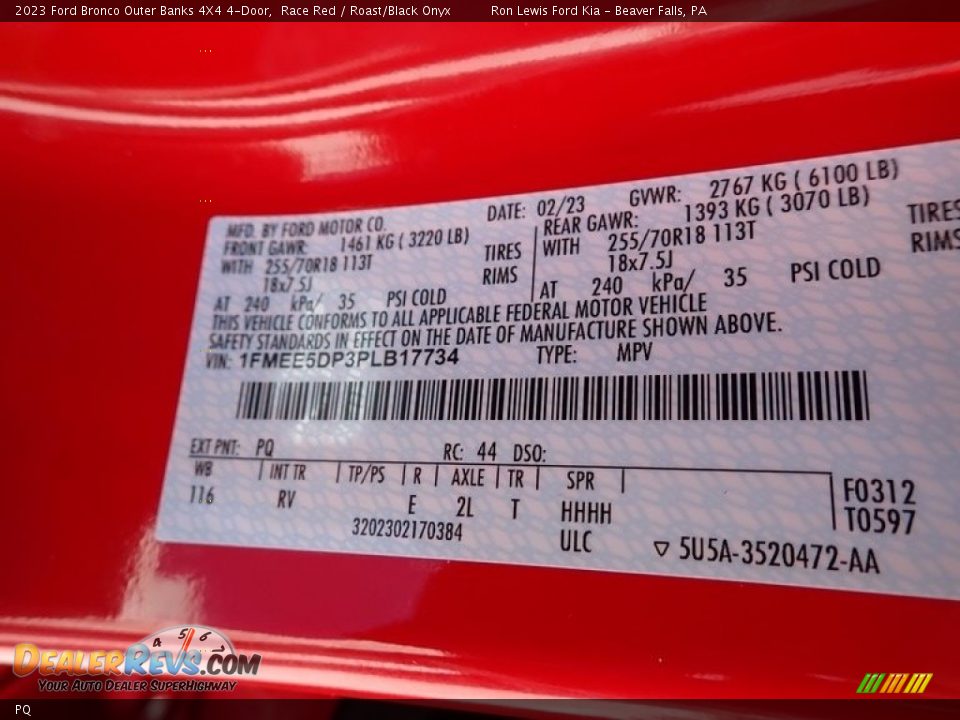 2023 Ford Bronco Outer Banks 4X4 4-Door, Race Red / Roast/Black Onyx Ron Lewis Ford Kia - Beaver Falls, PA
MFD. BY FORD MOTOR CO. DATE: 02/23 GVWR: 2767 KG ( 6100 LB)
FRONT GAWR: 1461 KG ( 3220 LB) REAR GAWR: 1393 KG ( 3070 LB)
WITH 255/70R18 113T TIRES WITH 255/70R18 113T TIRES
18x7.5J RIMS 18x7.5J RIMS
AT 240 kPa/ 35 PSI COLD AT 240 kPa/ 35 PSI COLD
THIS VEHICLE CONFORMS TO ALL APPLICABLE FEDERAL MOTOR VEHICLE
SAFETY STANDARDS IN EFFECT ON THE DATE OF MANUFACTURE SHOWN ABOVE.
VIN: 1FMEE5DP3PLB17734 TYPE: MPV
EXT PNT: PQ RC: 44 DSO:
WB INT TR TP/PS R AXLE TR SPR F0312
116 RV E 2L T HHHH T0597
3202302170384 ULC ▽ 5U5A-3520472-AA
4 5 6
DEALERREVS.COM
YOUR AUTO DEALER SUPERHIGHWAY
PQ